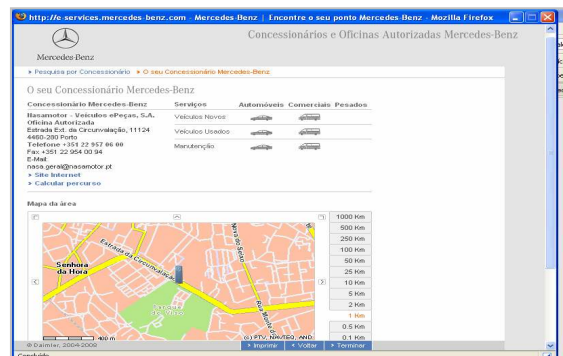 http://e-services.mercedes-benz.com - Mercedes-Benz | Encontre o seu ponto Mercedes-Benz - Mozilla Firefox
Concessionários e Oficinas Autorizadas Mercedes-Benz
Mercedes-Benz
Pesquisa por Concessionário O seu Concessionário Mercedes-Benz
O seu Concessionário Mercedes-Benz
Concessionário Mercedes-Benz Serviços Automóveis Comerciais Pesados
Nasamotor - Veículos ePeças, S.A. Veículos Novos
Oficina Autorizada
Estrada Ext. da Circunvalação, 11124 Veículos Usados
4460-280 Porto
Telefone +351 22 957 06 00 Manutenção
Fax +351 22 954 00 94
E-Mail:
nasa.geral@nasamotor.pt
Site Internet
Calcular percurso
Mapa da área
1000 Km
500 Km
250 Km
100 Km
50 Km
25 Km
10 Km
5 Km
2 Km
1 Km
0.5 Km
0.1 Km
Estrada da Circunvalação
Senhora
da Hora
Rua Monte d
400 m
(c) PTV, NAVTEQ, AND
© Daimler, 2004-2009 Imprimir Voltar Terminar
Concluído